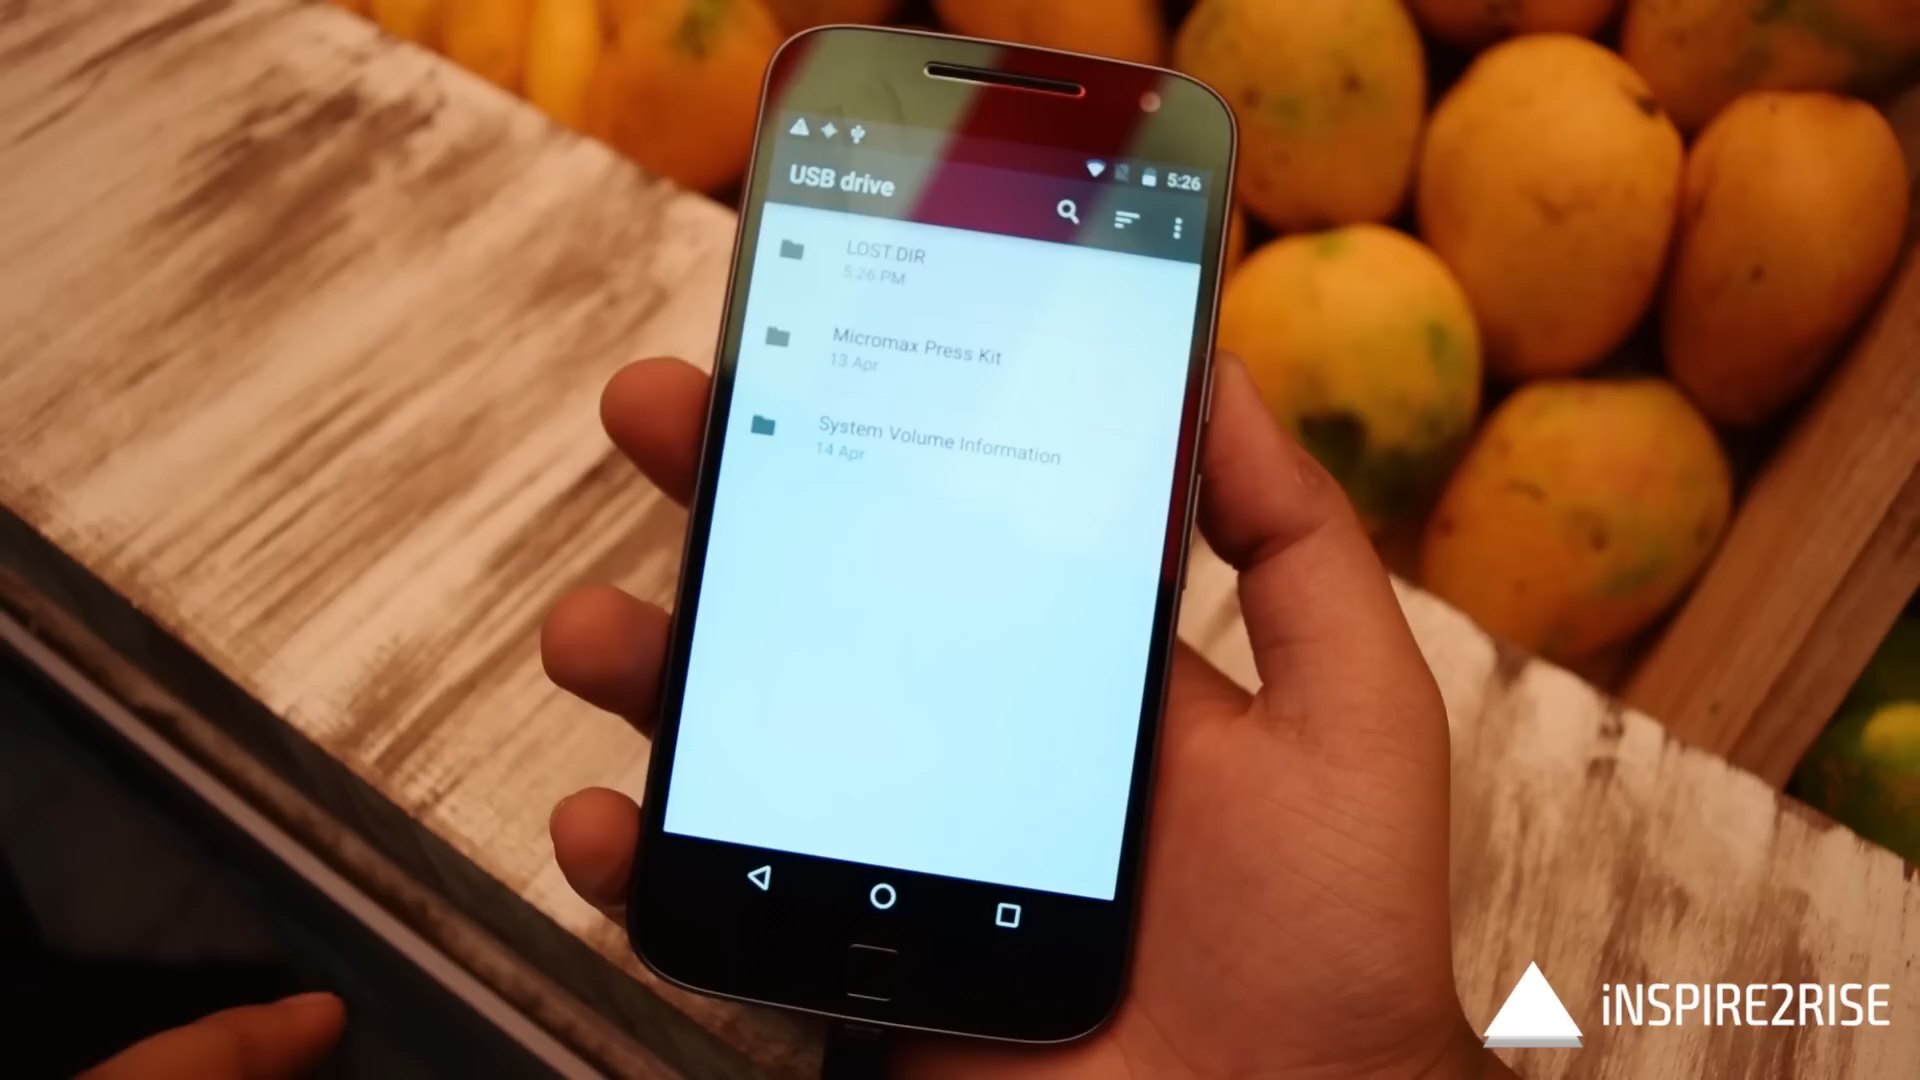 5:26
USB drive
LOST.DIR
5:26 PM
Micromax Press Kit
13 Apr
System Volume Information
14 Apr
iNSPIRE2RISE